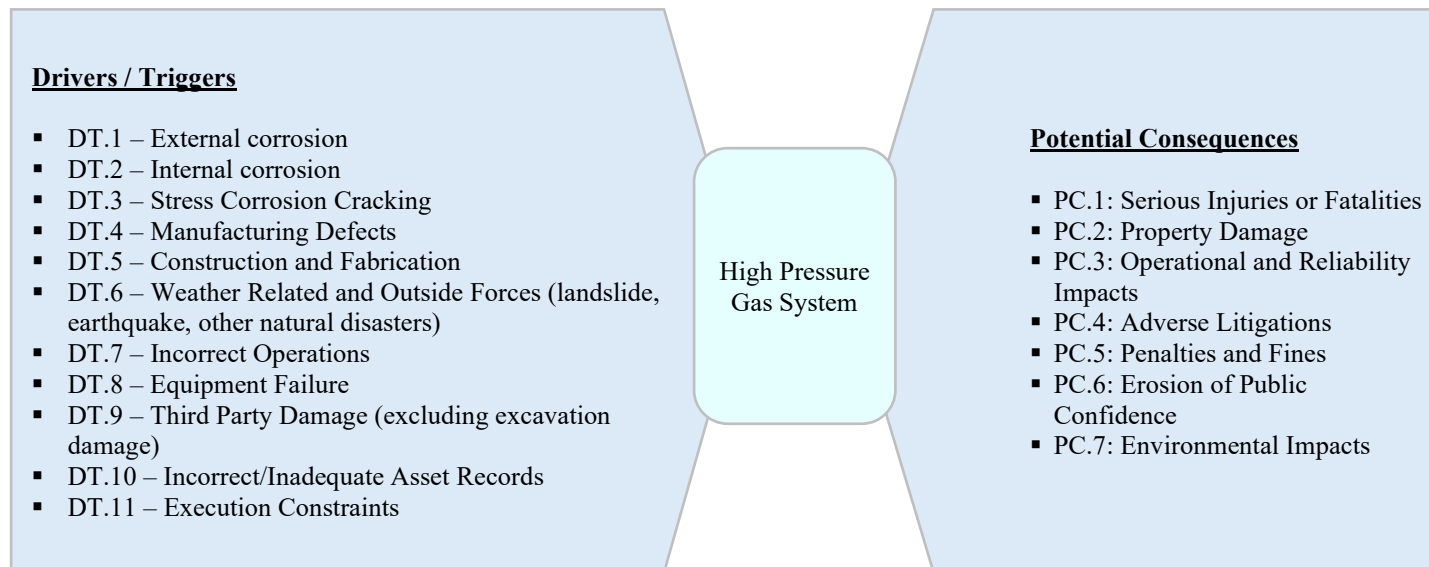 Drivers / Triggers
▪ DT.1 – External corrosion
▪ DT.2 – Internal corrosion
▪ DT.3 – Stress Corrosion Cracking
▪ DT.4 – Manufacturing Defects
▪ DT.5 – Construction and Fabrication
▪ DT.6 – Weather Related and Outside Forces (landslide,
earthquake, other natural disasters)
▪ DT.7 – Incorrect Operations
▪ DT.8 – Equipment Failure
▪ DT.9 – Third Party Damage (excluding excavation
damage)
▪ DT.10 – Incorrect/Inadequate Asset Records
▪ DT.11 – Execution Constraints
High Pressure
Gas System
Potential Consequences
▪ PC.1: Serious Injuries or Fatalities
▪ PC.2: Property Damage
▪ PC.3: Operational and Reliability
Impacts
▪ PC.4: Adverse Litigations
▪ PC.5: Penalties and Fines
▪ PC.6: Erosion of Public
Confidence
▪ PC.7: Environmental Impacts